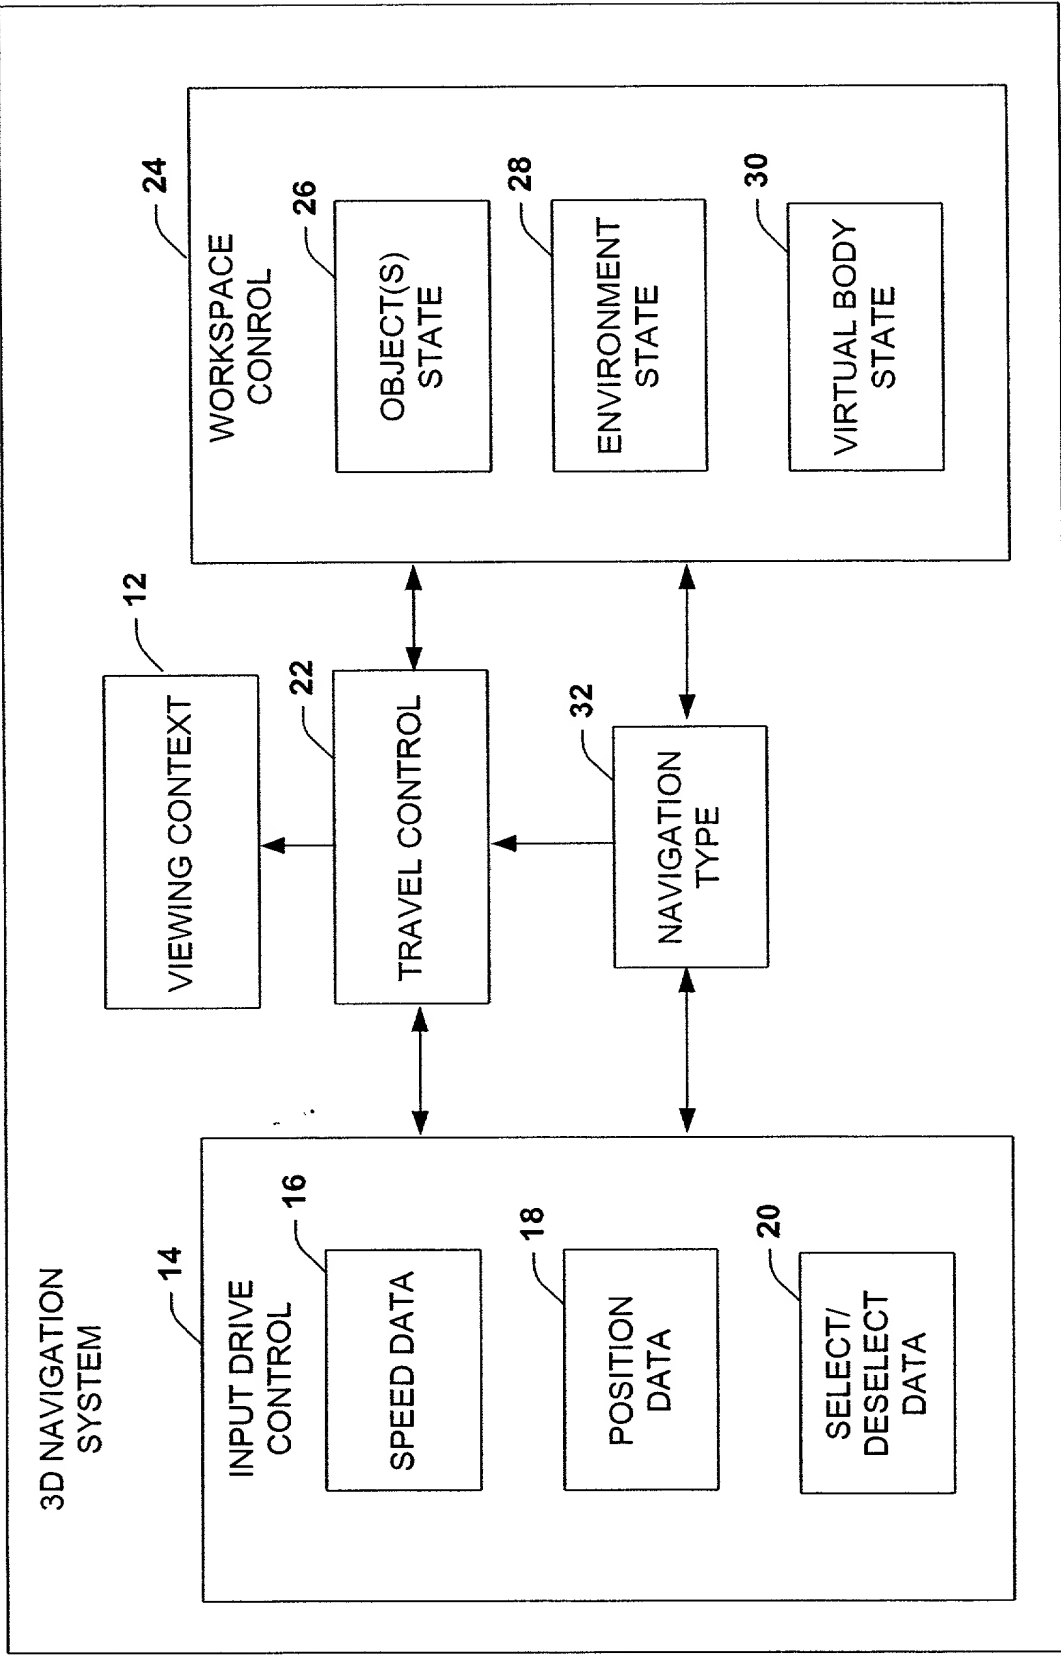 3D NAVIGATION
SYSTEM
14
INPUT DRIVE
CONTROL
16
SPEED DATA
18
POSITION
DATA
20
SELECT/
DESELECT
DATA
12
VIEWING CONTEXT
22
TRAVEL CONTROL
32
NAVIGATION
TYPE
24
WORKSPACE
CONROL
26
OBJECT(S)
STATE
28
ENVIRONMENT
STATE
30
VIRTUAL BODY
STATE